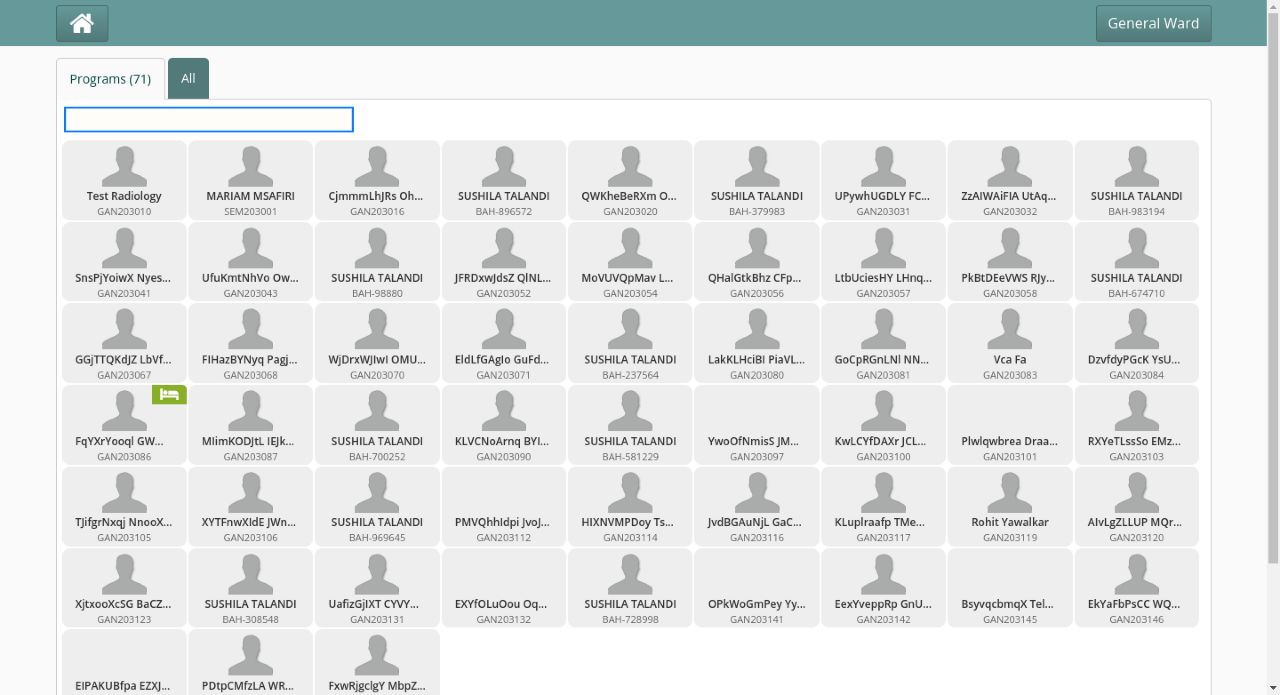 General Ward
Programs (71)
All
Test Radiology
GAN203010
MARIAM MSAFIRI
SEM203001
CjmmmLhJRs Oh...
GAN203016
SUSHILA TALANDI
BAH-896572
QWKheBeRXm O...
GAN203020
SUSHILA TALANDI
BAH-379983
UPywhUGDLY FC...
GAN203031
ZzAIWAiFIA UtAq...
GAN203032
SUSHILA TALANDI
BAH-983194
SnsPjYoiwX Nyes...
GAN203041
UfuKmtNhVo Ow...
GAN203043
SUSHILA TALANDI
BAH-98880
JFRDxwJdsZ QlNL...
GAN203052
MoVUVQpMav L...
GAN203054
QHalGtkBhz CFp...
GAN203056
LtbUciesHY LHnq...
GAN203057
PkBtDEeVWS RJy...
GAN203058
SUSHILA TALANDI
BAH-674710
GGjTTQKdJZ LbVf...
GAN203067
FIHazBYNyq Pagj...
GAN203068
WjDrxWJIwI OMU...
GAN203070
EldLfGAgIo GuFd...
GAN203071
SUSHILA TALANDI
BAH-237564
LakKLHciBI PiaVL...
GAN203080
GoCpRGnLNl NN...
GAN203081
Vca Fa
GAN203083
DzvfdyPGcK YsU...
GAN203084
FqYXrYooql GW...
GAN203086
MIimKODJtL IEJk...
GAN203087
SUSHILA TALANDI
BAH-700252
KLVCNoArnq BYI...
GAN203090
SUSHILA TALANDI
BAH-581229
YwoOfNmisS JM...
GAN203097
KwLCYfDAXr JCL...
GAN203100
Plwlqwbrea Draa...
GAN203101
RXYeTLssSo EMz...
GAN203103
TJifgrNxqj NnooX...
GAN203105
XYTFnwXIdE JWn...
GAN203106
SUSHILA TALANDI
BAH-969645
PMVQhhIdpi JvoJ...
GAN203112
HIXNVMPDoy Ts...
GAN203114
JvdBGAuNjL GaC...
GAN203116
KLuplraafp TMe...
GAN203117
Rohit Yawalkar
GAN203119
AIvLgZLLUP MQr...
GAN203120
XjtxooXcSG BaCZ...
GAN203123
SUSHILA TALANDI
BAH-308548
UafizGjIXT CYVY...
GAN203131
EXYfOLuOou Oq...
GAN203132
SUSHILA TALANDI
BAH-728998
OPkWoGmPey Yy...
GAN203141
EexYveppRp GnU...
GAN203142
BsyvqcbmqX Tel...
GAN203145
EkYaFbPsCC WQ...
GAN203146
EIPAKUBfpa EZXJ...
PDtpCMfzLA WR...
FxwRjgclgY MbpZ...